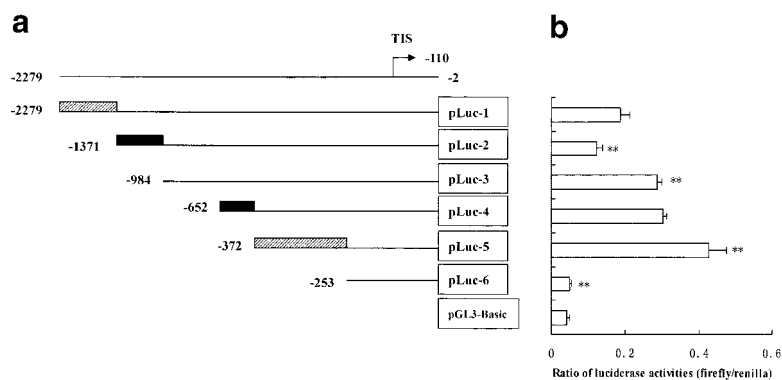 a
b
TIS
-110
-2279
-2
-2279
pLuc-1
-1371
pLuc-2
**
-984
pLuc-3
**
-652
pLuc-4
-372
pLuc-5
**
-253
pLuc-6
**
pGL3-Basic
0
0.2
0.4
0.6
Ratio of luciderase activities (firefly/renilla)